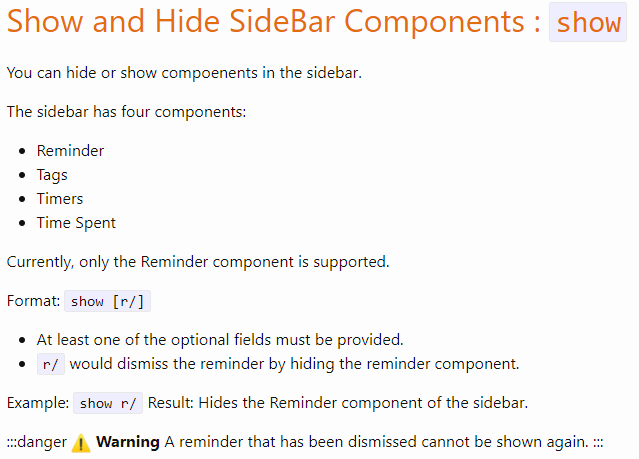 Show and Hide SideBar Components : show
You can hide or show compoenents in the sidebar.
The sidebar has four components:
• Reminder
• Tags
• Timers
• Time Spent
Currently, only the Reminder component is supported.
Format: show [r/]
• At least one of the optional fields must be provided.
• r/ would dismiss the reminder by hiding the reminder component.
Example: show r/ Result: Hides the Reminder component of the sidebar.
:::danger ⚠️ Warning A reminder that has been dismissed cannot be shown again. :::